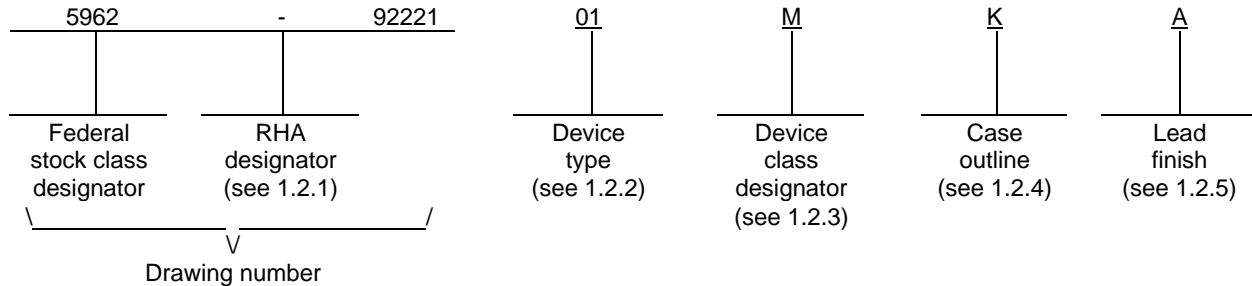 5962 - 92221 01 M K A
Federal stock class designator
RHA designator (see 1.2.1)
Device type (see 1.2.2)
Device class designator (see 1.2.3)
Case outline (see 1.2.4)
Lead finish (see 1.2.5)
Drawing number